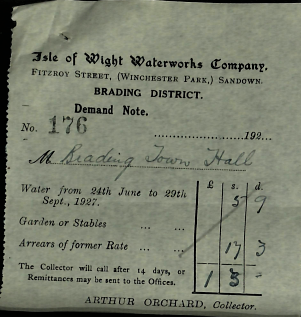 Isle of Wight Waterworks Company.
FITZROY STREET, (WINCHESTER PARK,) SANDOWN.
BRADING DISTRICT.
Demand Note.
No. 176 ........................192...
M Brading Town Hall
£ s. d.
Water from 24th June to 29th
Sept., 1927. 5 9
Garden or Stables ... ...
Arrears of former Rate ... ... 17 3
The Collector will call after 14 days, or
Remittances may be sent to the Offices. 1 3 -
ARTHUR ORCHARD, Collector.